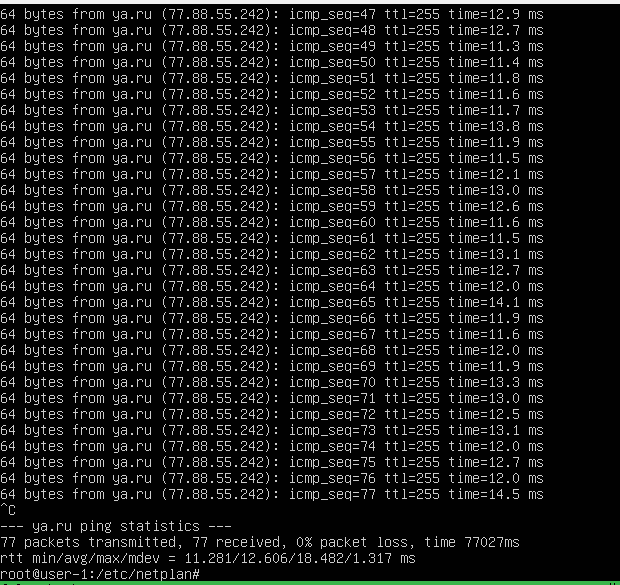 64 bytes from ya.ru (77.88.55.242): icmp_seq=47 ttl=255 time=12.9 ms
64 bytes from ya.ru (77.88.55.242): icmp_seq=48 ttl=255 time=12.7 ms
64 bytes from ya.ru (77.88.55.242): icmp_seq=49 ttl=255 time=11.3 ms
64 bytes from ya.ru (77.88.55.242): icmp_seq=50 ttl=255 time=11.4 ms
64 bytes from ya.ru (77.88.55.242): icmp_seq=51 ttl=255 time=11.8 ms
64 bytes from ya.ru (77.88.55.242): icmp_seq=52 ttl=255 time=11.6 ms
64 bytes from ya.ru (77.88.55.242): icmp_seq=53 ttl=255 time=11.7 ms
64 bytes from ya.ru (77.88.55.242): icmp_seq=54 ttl=255 time=13.8 ms
64 bytes from ya.ru (77.88.55.242): icmp_seq=55 ttl=255 time=11.9 ms
64 bytes from ya.ru (77.88.55.242): icmp_seq=56 ttl=255 time=11.5 ms
64 bytes from ya.ru (77.88.55.242): icmp_seq=57 ttl=255 time=12.1 ms
64 bytes from ya.ru (77.88.55.242): icmp_seq=58 ttl=255 time=13.0 ms
64 bytes from ya.ru (77.88.55.242): icmp_seq=59 ttl=255 time=12.6 ms
64 bytes from ya.ru (77.88.55.242): icmp_seq=60 ttl=255 time=11.6 ms
64 bytes from ya.ru (77.88.55.242): icmp_seq=61 ttl=255 time=11.5 ms
64 bytes from ya.ru (77.88.55.242): icmp_seq=62 ttl=255 time=13.1 ms
64 bytes from ya.ru (77.88.55.242): icmp_seq=63 ttl=255 time=12.7 ms
64 bytes from ya.ru (77.88.55.242): icmp_seq=64 ttl=255 time=12.0 ms
64 bytes from ya.ru (77.88.55.242): icmp_seq=65 ttl=255 time=14.1 ms
64 bytes from ya.ru (77.88.55.242): icmp_seq=66 ttl=255 time=11.9 ms
64 bytes from ya.ru (77.88.55.242): icmp_seq=67 ttl=255 time=11.6 ms
64 bytes from ya.ru (77.88.55.242): icmp_seq=68 ttl=255 time=12.0 ms
64 bytes from ya.ru (77.88.55.242): icmp_seq=69 ttl=255 time=11.9 ms
64 bytes from ya.ru (77.88.55.242): icmp_seq=70 ttl=255 time=13.3 ms
64 bytes from ya.ru (77.88.55.242): icmp_seq=71 ttl=255 time=13.0 ms
64 bytes from ya.ru (77.88.55.242): icmp_seq=72 ttl=255 time=12.5 ms
64 bytes from ya.ru (77.88.55.242): icmp_seq=73 ttl=255 time=13.1 ms
64 bytes from ya.ru (77.88.55.242): icmp_seq=74 ttl=255 time=12.0 ms
64 bytes from ya.ru (77.88.55.242): icmp_seq=75 ttl=255 time=12.7 ms
64 bytes from ya.ru (77.88.55.242): icmp_seq=76 ttl=255 time=12.0 ms
64 bytes from ya.ru (77.88.55.242): icmp_seq=77 ttl=255 time=14.5 ms
^C
--- ya.ru ping statistics ---
77 packets transmitted, 77 received, 0% packet loss, time 77027ms
rtt min/avg/max/mdev = 11.281/12.606/18.482/1.317 ms
root@user-1:/etc/netplan#